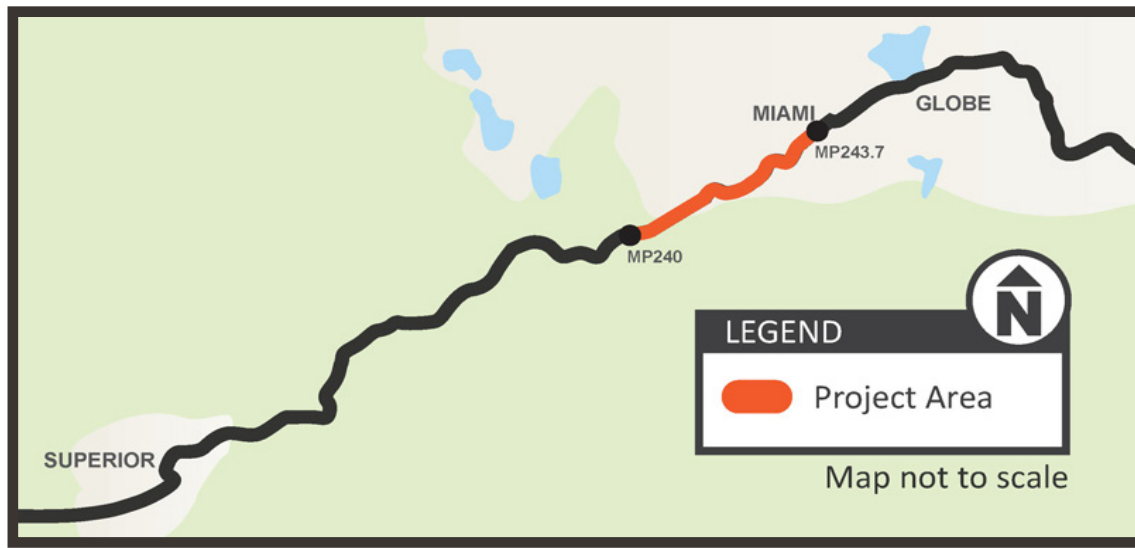 MIAMI
GLOBE
MP243.7
MP240
SUPERIOR
N
LEGEND
Project Area
Map not to scale